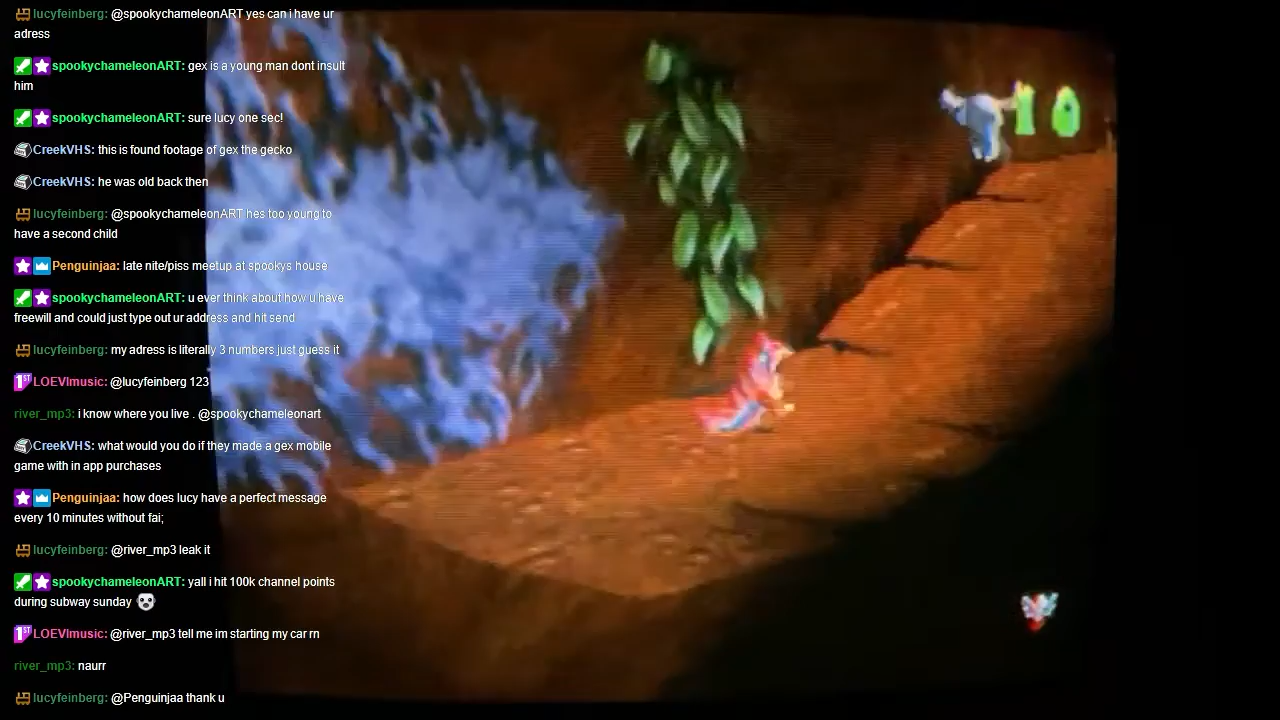 lucyfeinberg: @spookychameleonART yes can i have ur
adress
spookychameleonART: gex is a young man dont insult
him
spookychameleonART: sure lucy one sec!
CreekVHS: this is found footage of gex the gecko
CreekVHS: he was old back then
lucyfeinberg: @spookychameleonART hes too young to
have a second child
Penguinjaa: late nite/piss meetup at spookys house
spookychameleonART: u ever think about how u have
freewill and could just type out ur address and hit send
lucyfeinberg: my adress is literally 3 numbers just guess it
LOEVImusic: @lucyfeinberg 123
river_mp3: i know where you live . @spookychameleonart
CreekVHS: what would you do if they made a gex mobile
game with in app purchases
Penguinjaa: how does lucy have a perfect message
every 10 minutes without fai;
lucyfeinberg: @river_mp3 leak it
spookychameleonART: yall i hit 100k channel points
during subway sunday
LOEVImusic: @river_mp3 tell me im starting my car rn
river_mp3: naurr
lucyfeinberg: @Penguinjaa thank u
10